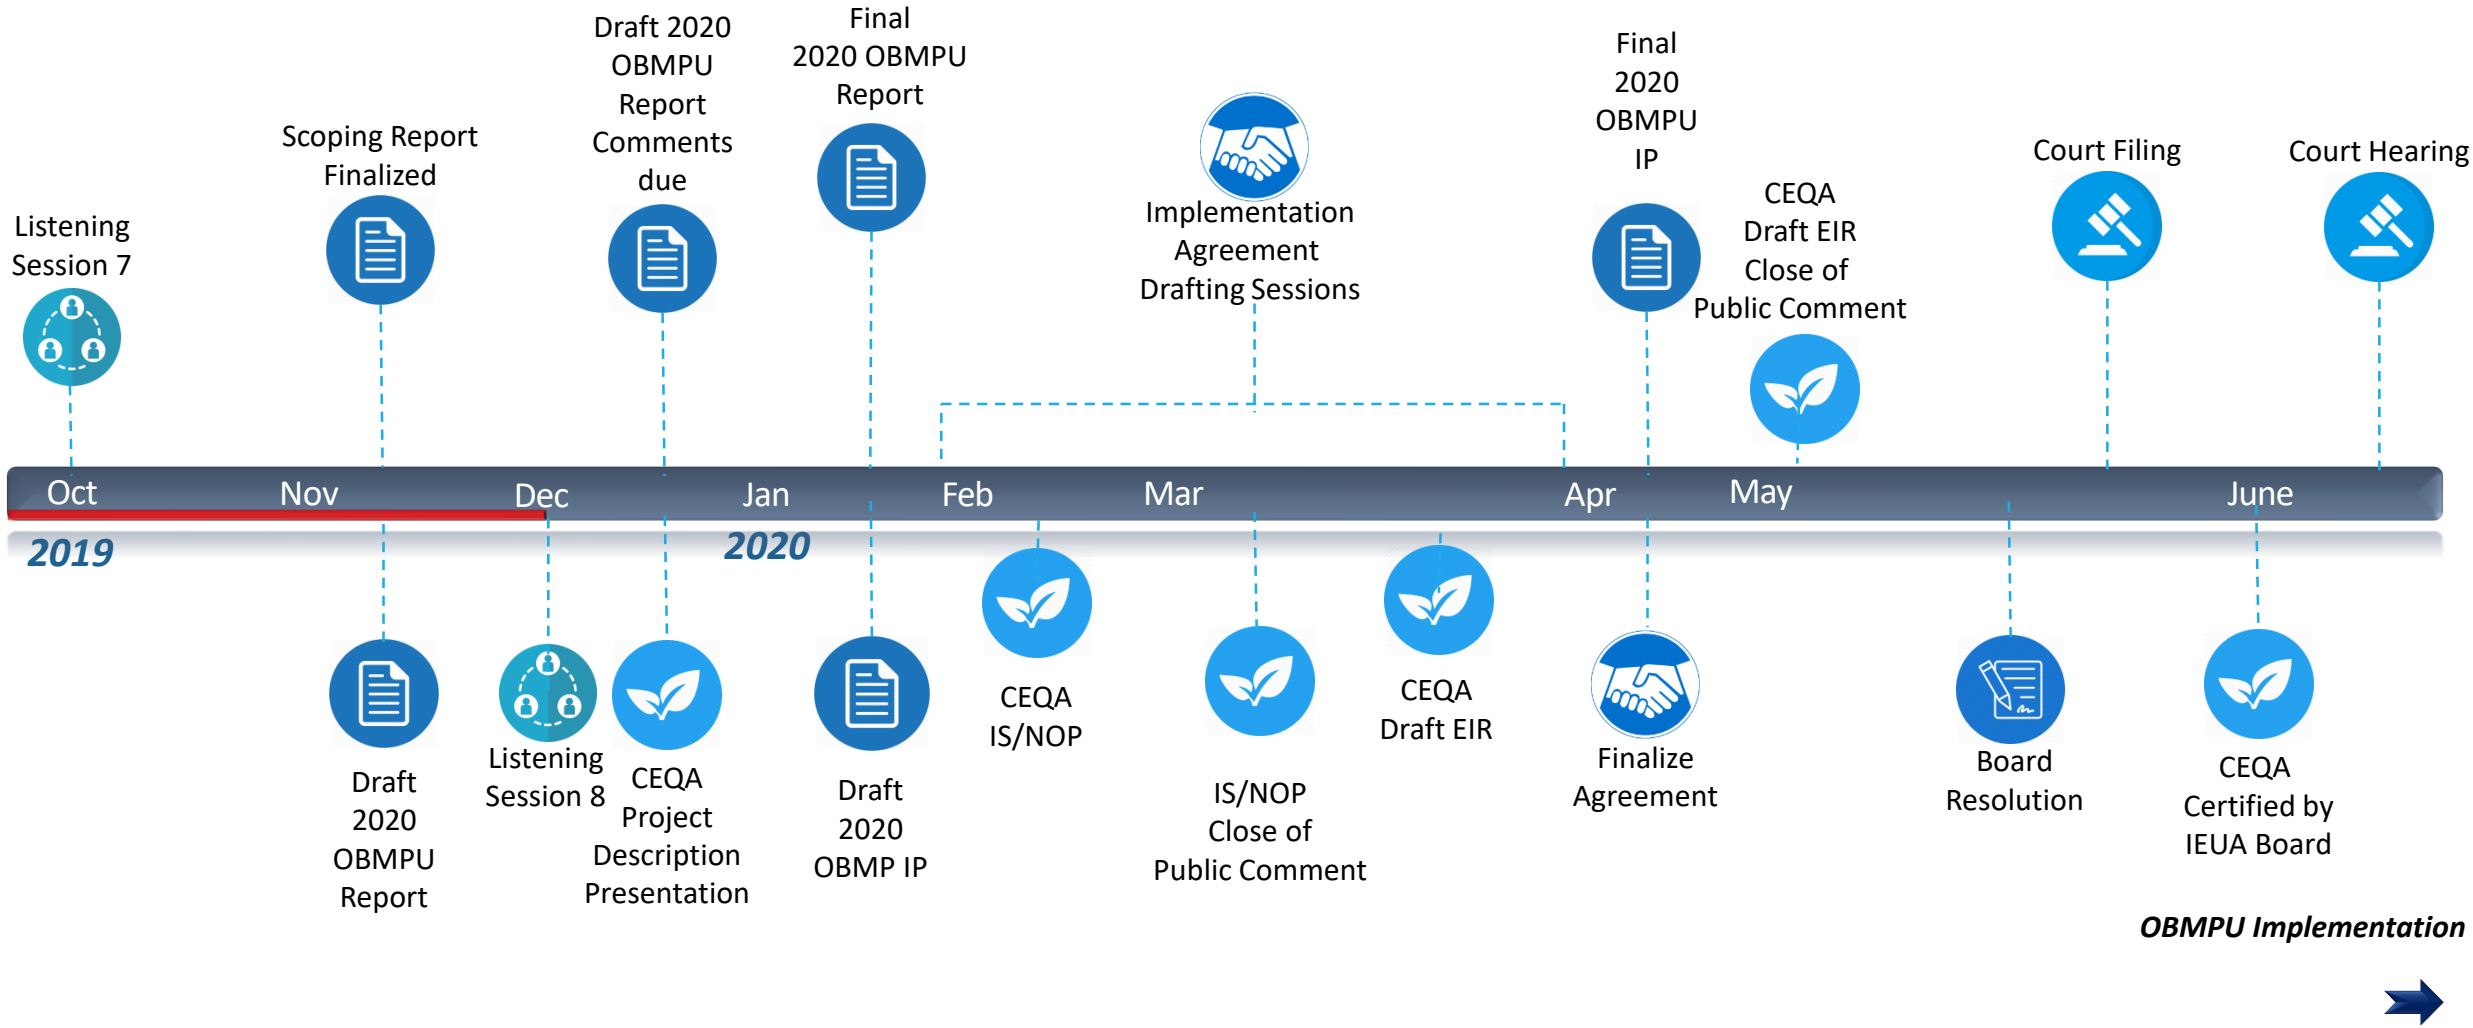 Listening
Session 7
Scoping Report
Finalized
Draft 2020
OBMPU
Report
Comments
due
Final
2020 OBMPU
Report
Implementation
Agreement
Drafting Sessions
Final
2020
OBMPU
IP
CEQA
Draft EIR
Close of
Public Comment
Court Filing
Court Hearing
Oct
Nov
Dec
Jan
Feb
Mar
Apr
May
June
2019
2020
Draft
2020
OBMPU
Report
Listening
Session 8
CEQA
Project
Description
Presentation
Draft
2020
OBMP IP
CEQA
IS/NOP
IS/NOP
Close of
Public Comment
CEQA
Draft EIR
Finalize
Agreement
Board
Resolution
CEQA
Certified by
IEUA Board
OBMPU Implementation